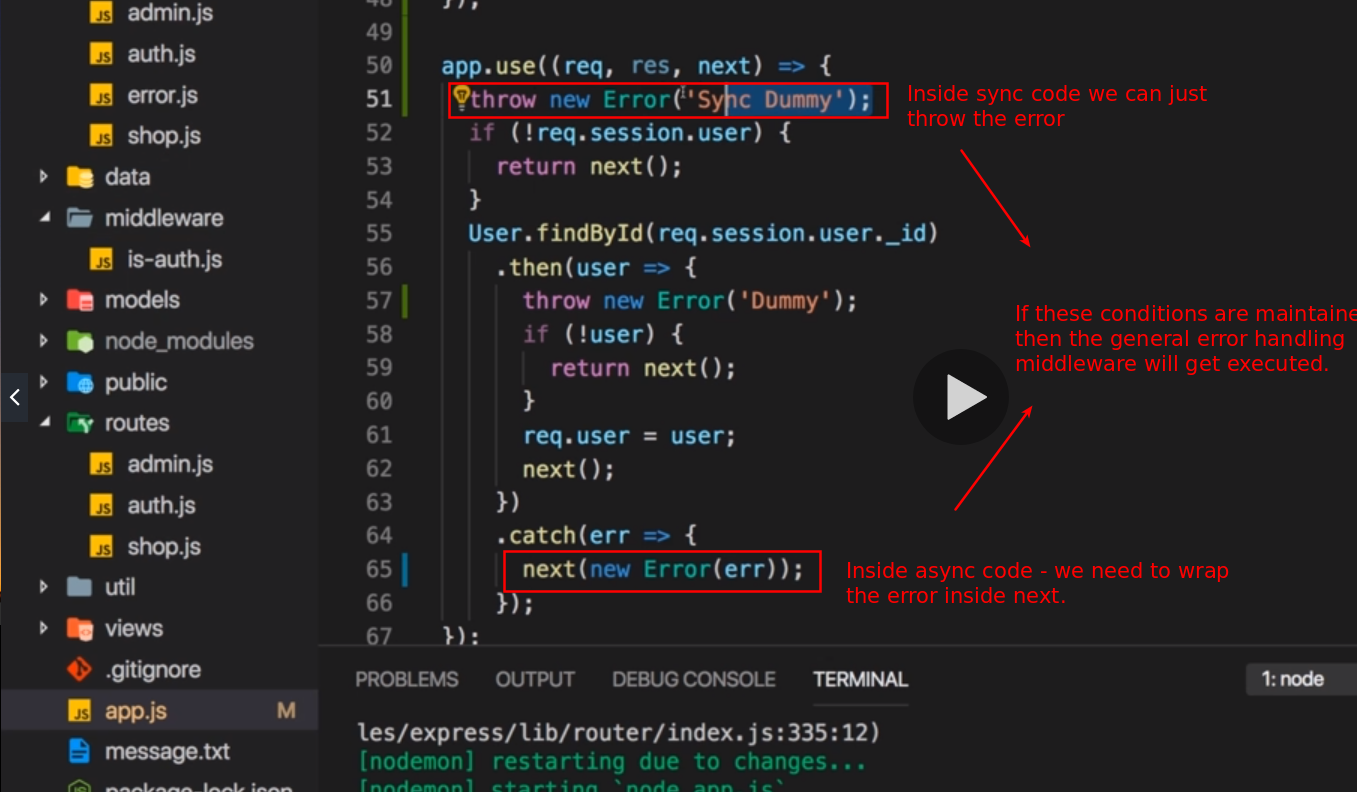 admin.js
auth.js
error.js
shop.js
data
middleware
is-auth.js
models
node_modules
public
routes
admin.js
auth.js
shop.js
util
views
.gitignore
app.js M
message.txt
package-lock.json
48 });
49
50 app.use((req, res, next) => {
51 throw new Error('Sync Dummy');
52 if (!req.session.user) {
53 return next();
54 }
55 User.findById(req.session.user._id)
56 .then(user => {
57 throw new Error('Dummy');
58 if (!user) {
59 return next();
60 }
61 req.user = user;
62 next();
63 })
64 .catch(err => {
65 next(new Error(err));
66 });
67 });
Inside sync code we can just
throw the error
If these conditions are maintaine
then the general error handling
middleware will get executed.
Inside async code - we need to wrap
the error inside next.
PROBLEMS OUTPUT DEBUG CONSOLE TERMINAL 1: node
les/express/lib/router/index.js:335:12)
[nodemon] restarting due to changes...
[nodemon] starting `node app.js`